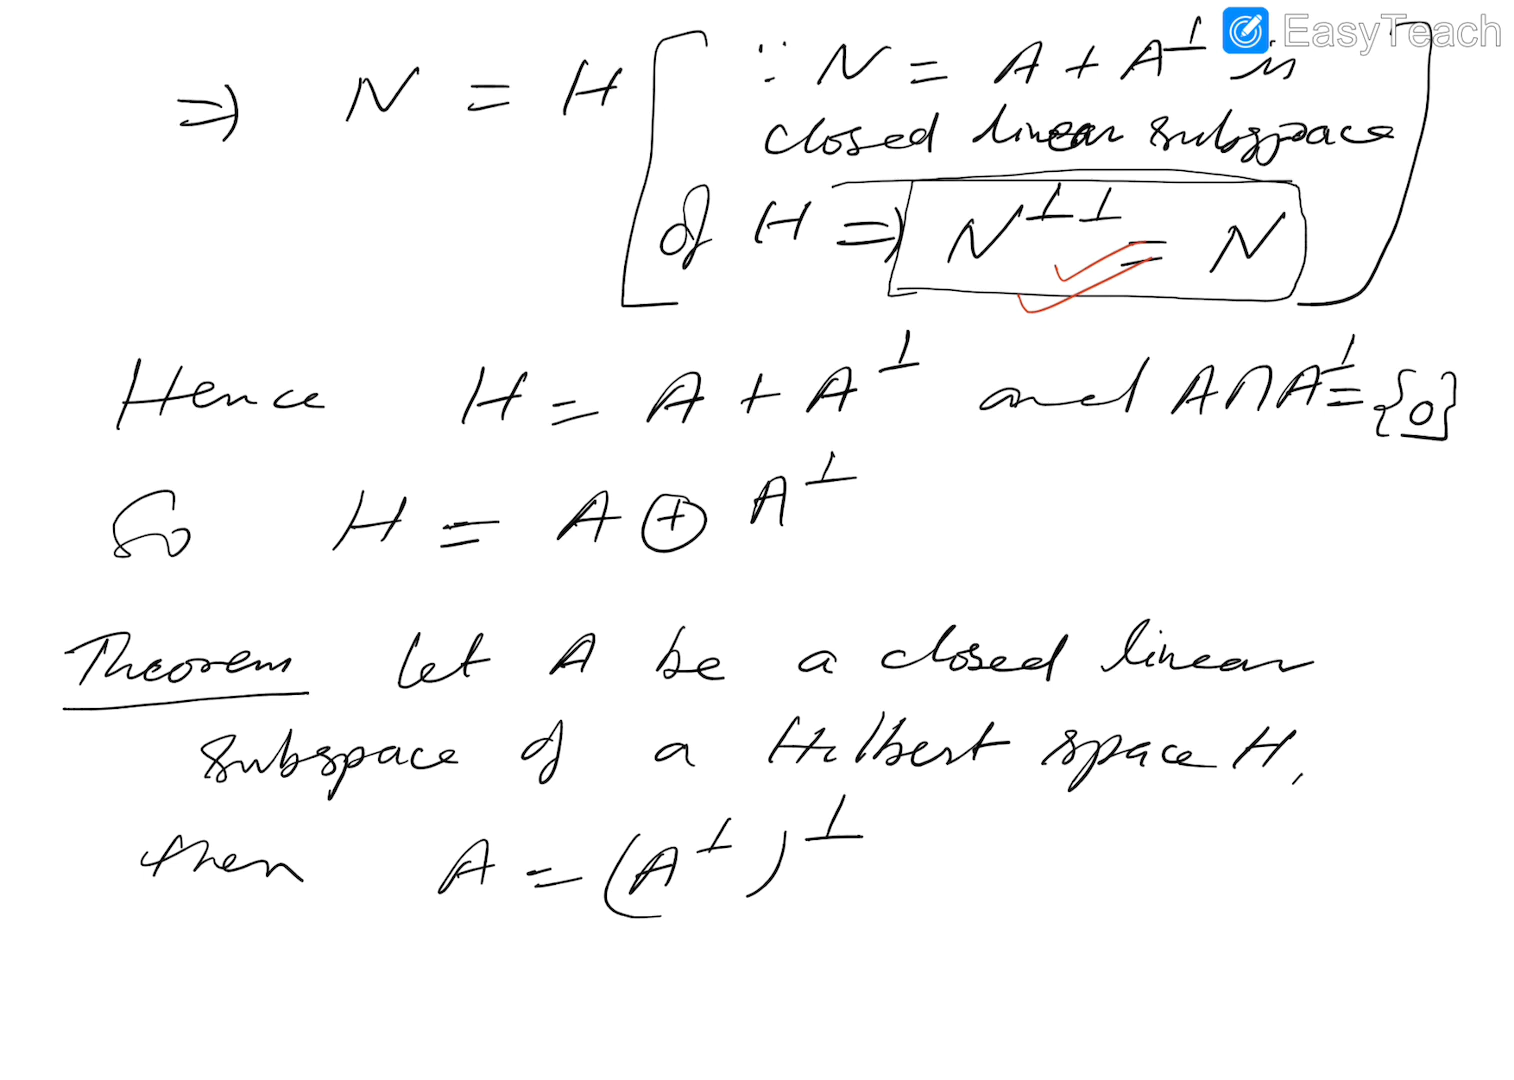 EasyTeach
⇒ N = H [ ∵ N = A + A^⊥ is
closed linear subspace
of H ⇒ N^⊥⊥ = N ]
Hence H = A + A^⊥ and A∩A^⊥ = {0}
So H = A ⊕ A^⊥
Theorem Let A be a closed linear
subspace of a Hilbert space H,
then A = (A^⊥)^⊥